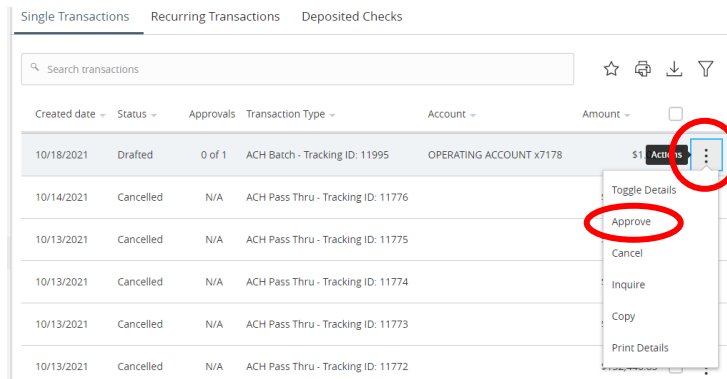 Single Transactions Recurring Transactions Deposited Checks
Search transactions
Created date Status Approvals Transaction Type Account Amount
10/18/2021 Drafted 0 of 1 ACH Batch - Tracking ID: 11995 OPERATING ACCOUNT x7178 $1. Actions
Toggle Details
10/14/2021 Cancelled N/A ACH Pass Thru - Tracking ID: 11776
Approve
10/13/2021 Cancelled N/A ACH Pass Thru - Tracking ID: 11775
Cancel
10/13/2021 Cancelled N/A ACH Pass Thru - Tracking ID: 11774
Inquire
Copy
10/13/2021 Cancelled N/A ACH Pass Thru - Tracking ID: 11773
Print Details
10/13/2021 Cancelled N/A ACH Pass Thru - Tracking ID: 11772